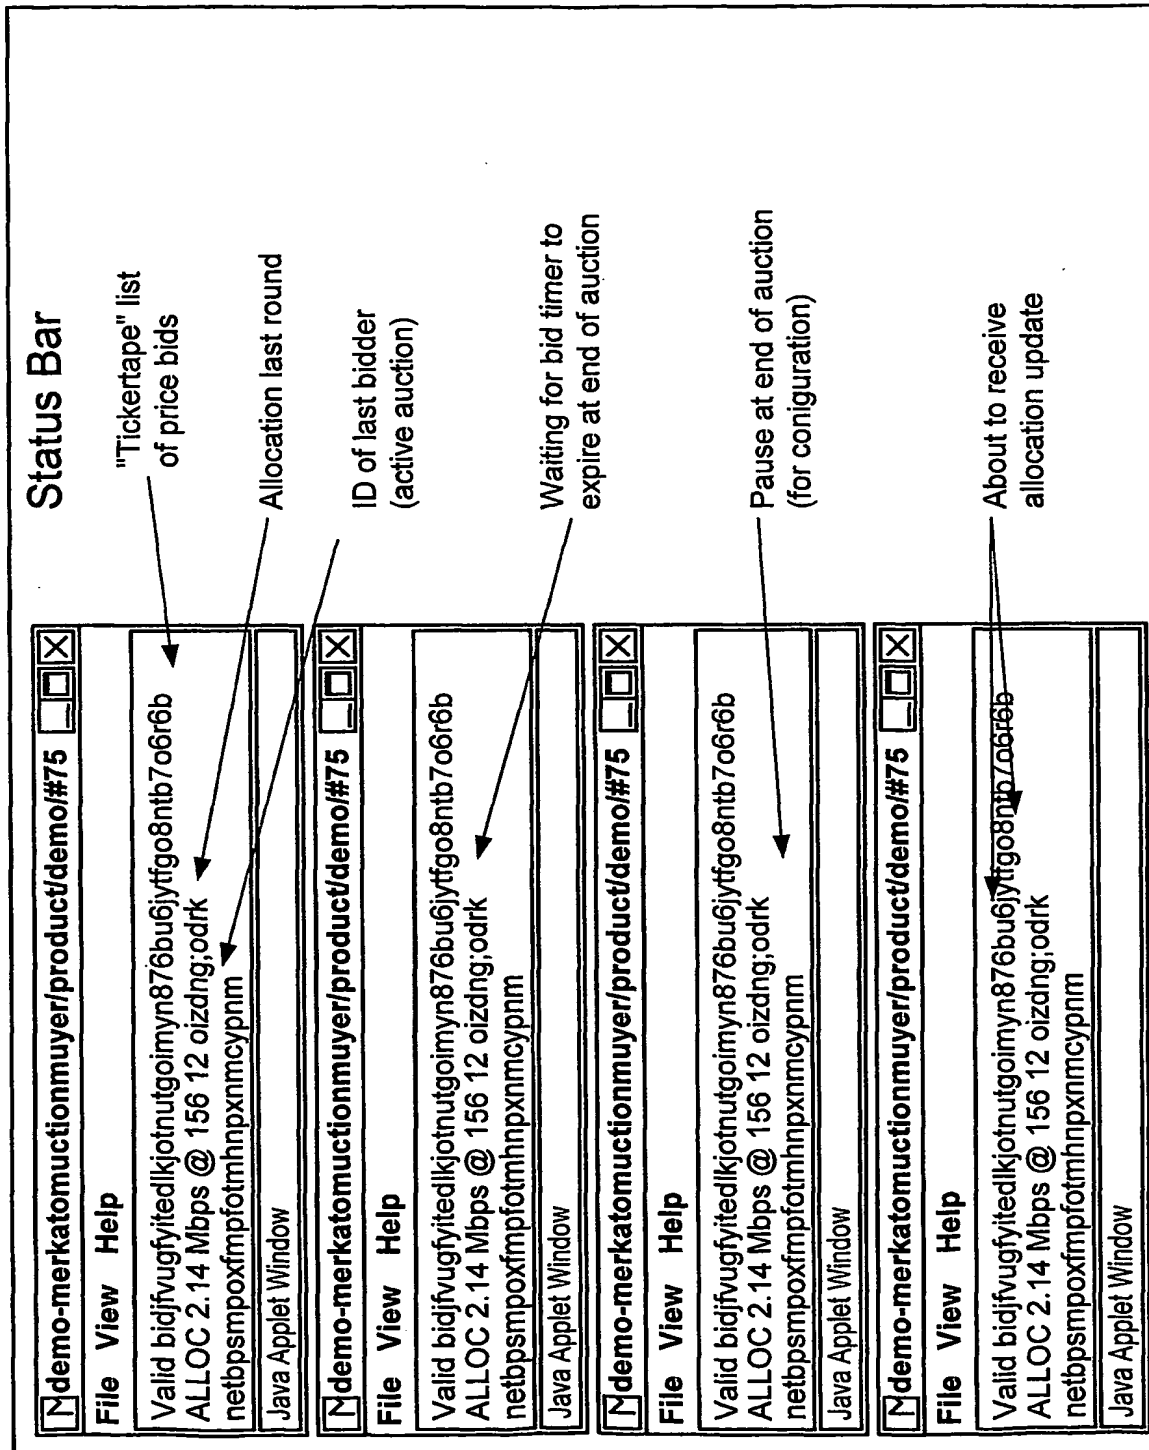 Status Bar
demo-merkatomuctionmuyer/product/demo/#75
File View Help
Valid bidjfvugfyitedlkjotnutgoimyn876bu6jytfgo8ntb7o6r6b
ALLOC 2.14 Mbps @ 156 12 oizdng;odrk
netbpsmpoxfmpfotmhnpxnmcypnm
Java Applet Window
"Tickertape" list
of price bids
Allocation last round
ID of last bidder
(active auction)
demo-merkatomuctionmuyer/product/demo/#75
File View Help
Valid bidjfvugfyitedlkjotnutgoimyn876bu6jytfgo8ntb7o6r6b
ALLOC 2.14 Mbps @ 156 12 oizdng;odrk
netbpsmpoxfmpfotmhnpxnmcypnm
Java Applet Window
Waiting for bid timer to
expire at end of auction
demo-merkatomuctionmuyer/product/demo/#75
File View Help
Valid bidjfvugfyitedlkjotnutgoimyn876bu6jytfgo8ntb7o6r6b
ALLOC 2.14 Mbps @ 156 12 oizdng;odrk
netbpsmpoxfmpfotmhnpxnmcypnm
Java Applet Window
Pause at end of auction
(for coniguration)
demo-merkatomuctionmuyer/product/demo/#75
File View Help
Valid bidjfvugfyitedlkjotnutgoimyn876bu6jytfgo8ntb7o6r6b
ALLOC 2.14 Mbps @ 156 12 oizdng;odrk
netbpsmpoxfmpfotmhnpxnmcypnm
Java Applet Window
About to receive
allocation update